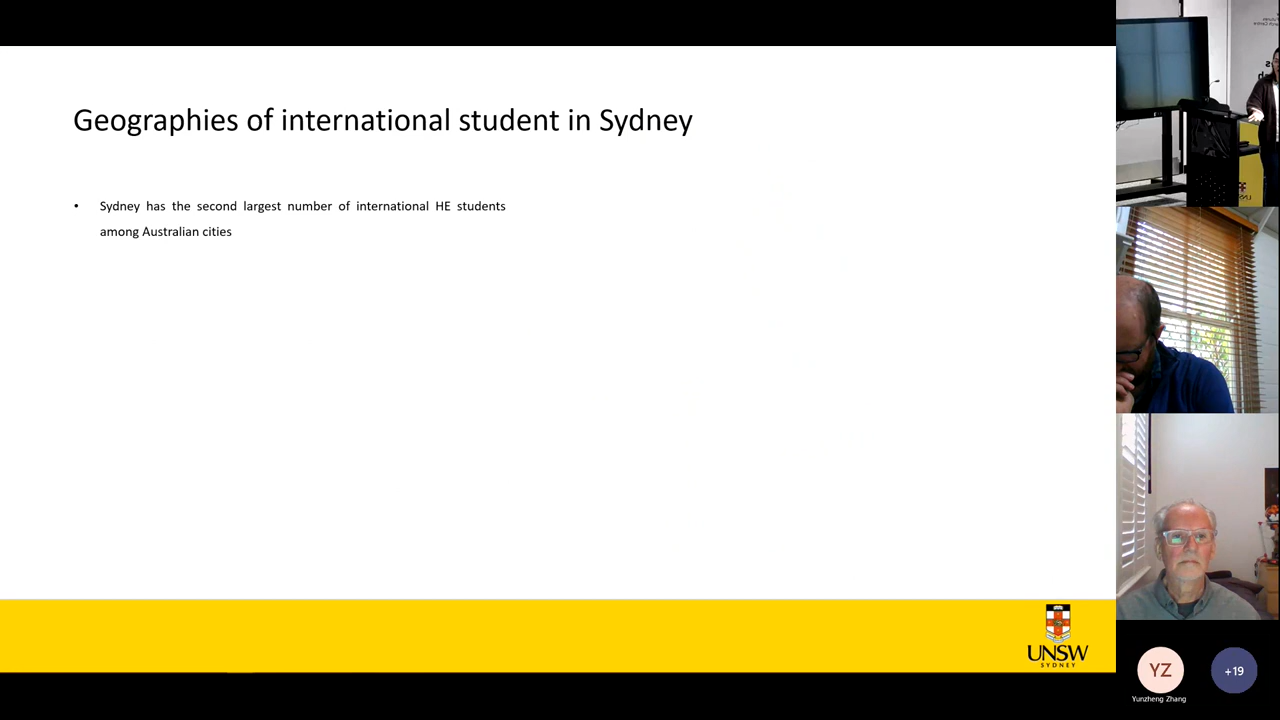 Geographies of international student in Sydney
• Sydney has the second largest number of international HE students
among Australian cities
UNSW
SYDNEY
YZ
+19
Yunzheng Zhang